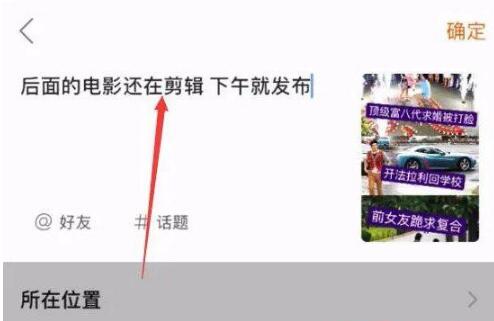 确定
后面的电影还在剪辑 下午就发布
顶级富八代求婚被打脸
开法拉利回学校
前女友跪求复合
@ 好友 # 话题
所在位置